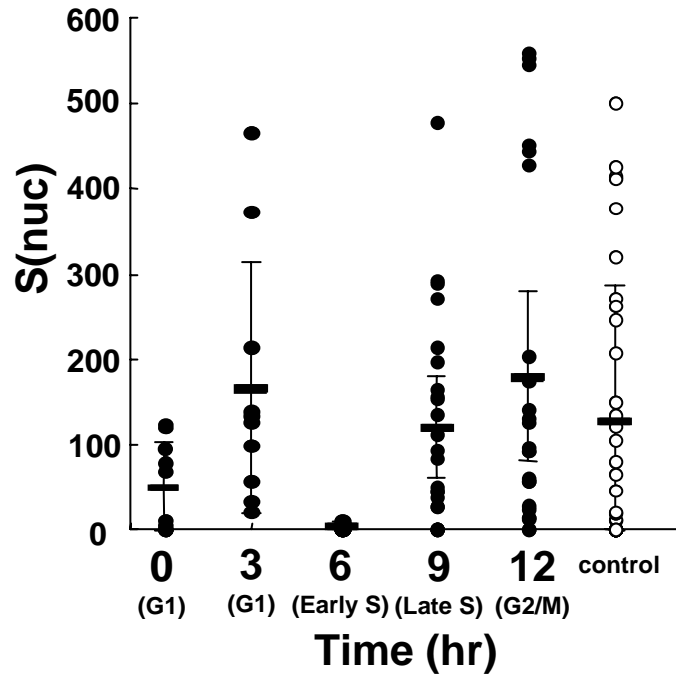 600
500
400
300
200
100
0
S(nuc)
0 3 6 9 12 control
(G1) (G1) (Early S) (Late S) (G2/M)
Time (hr)